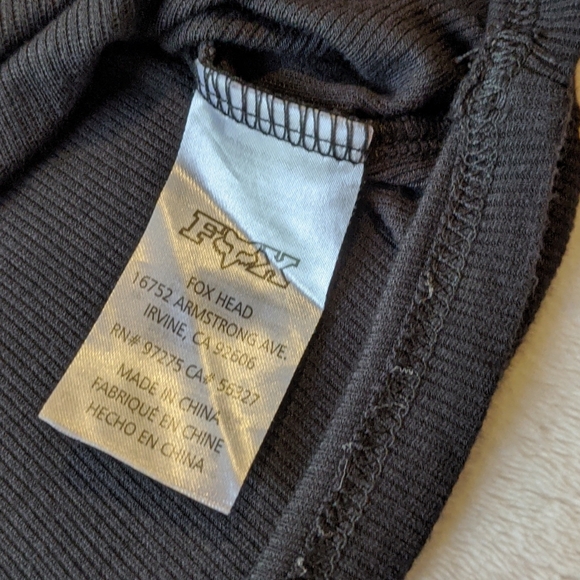 FOX
FOX HEAD
16752 ARMSTRONG AVE.
IRVINE, CA 92606
RN# 97275 CA# 56327
MADE IN CHINA
FABRIQUÉ EN CHINE
HECHO EN CHINA